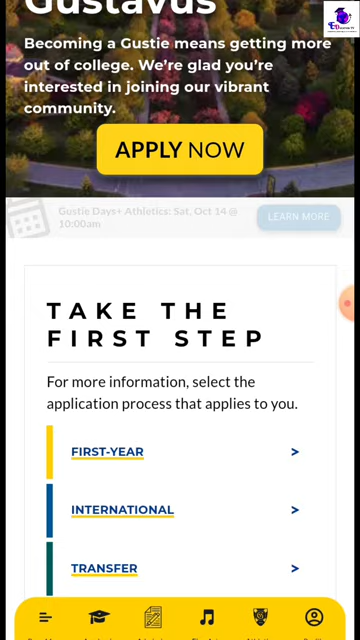 Gustavus
Becoming a Gustie means getting more
out of college. We're glad you're
interested in joining our vibrant
community.
APPLY NOW
Gustie Days+ Athletics: Sat, Oct 14 @
10:00am
LEARN MORE
TAKE THE
FIRST STEP
For more information, select the
application process that applies to you.
FIRST-YEAR >
INTERNATIONAL >
TRANSFER >